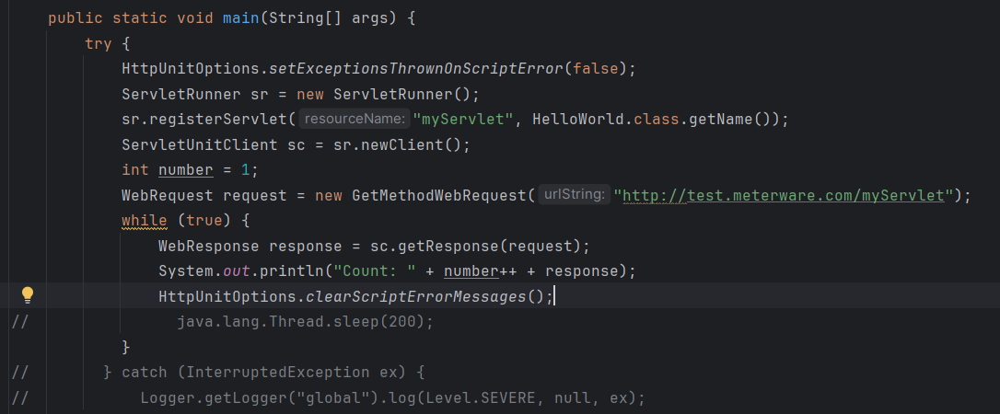 public static void main(String[] args) {
try {
HttpUnitOptions.setExceptionsThrownOnScriptError(false);
ServletRunner sr = new ServletRunner();
sr.registerServlet( resourceName: "myServlet", HelloWorld.class.getName());
ServletUnitClient sc = sr.newClient();
int number = 1;
WebRequest request = new GetMethodWebRequest( urlString: "http://test.meterware.com/myServlet");
while (true) {
WebResponse response = sc.getResponse(request);
System.out.println("Count: " + number++ + response);
HttpUnitOptions.clearScriptErrorMessages();
// java.lang.Thread.sleep(200);
}
// } catch (InterruptedException ex) {
// Logger.getLogger("global").log(Level.SEVERE, null, ex);